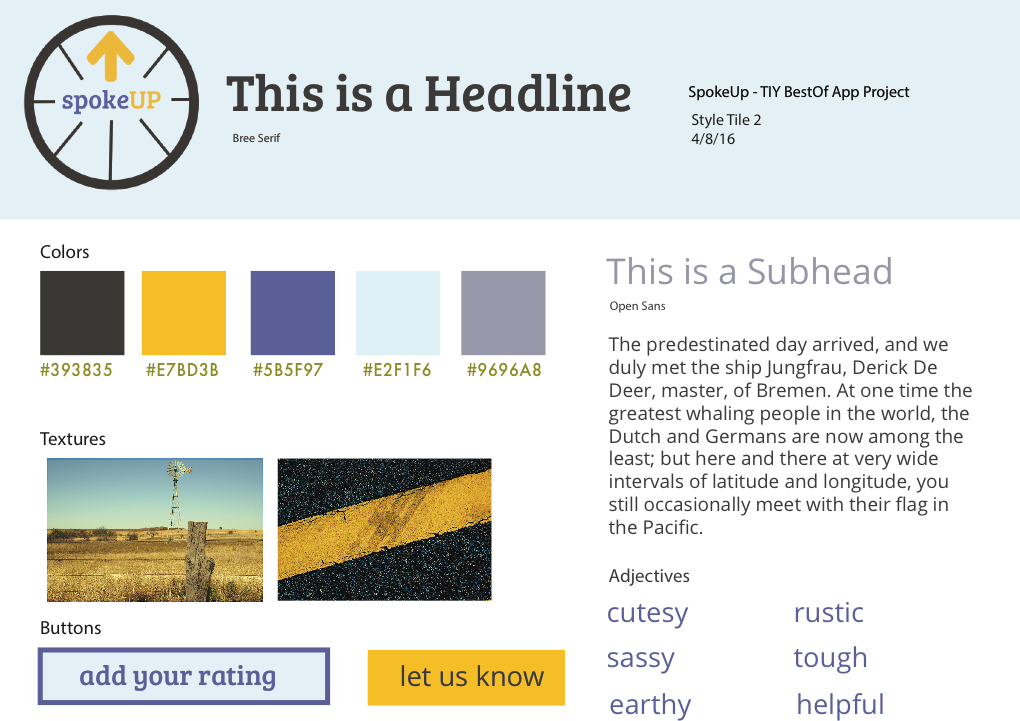 spokeUP
This is a Headline
Bree Serif
SpokeUp - TIY BestOf App Project
Style Tile 2
4/8/16
Colors
#393835 #E7BD3B #5B5F97 #E2F1F6 #9696A8
Textures
Buttons
add your rating
let us know
This is a Subhead
Open Sans
The predestinated day arrived, and we
duly met the ship Jungfrau, Derick De
Deer, master, of Bremen. At one time the
greatest whaling people in the world, the
Dutch and Germans are now among the
least; but here and there at very wide
intervals of latitude and longitude, you
still occasionally meet with their flag in
the Pacific.
Adjectives
cutesy rustic
sassy tough
earthy helpful